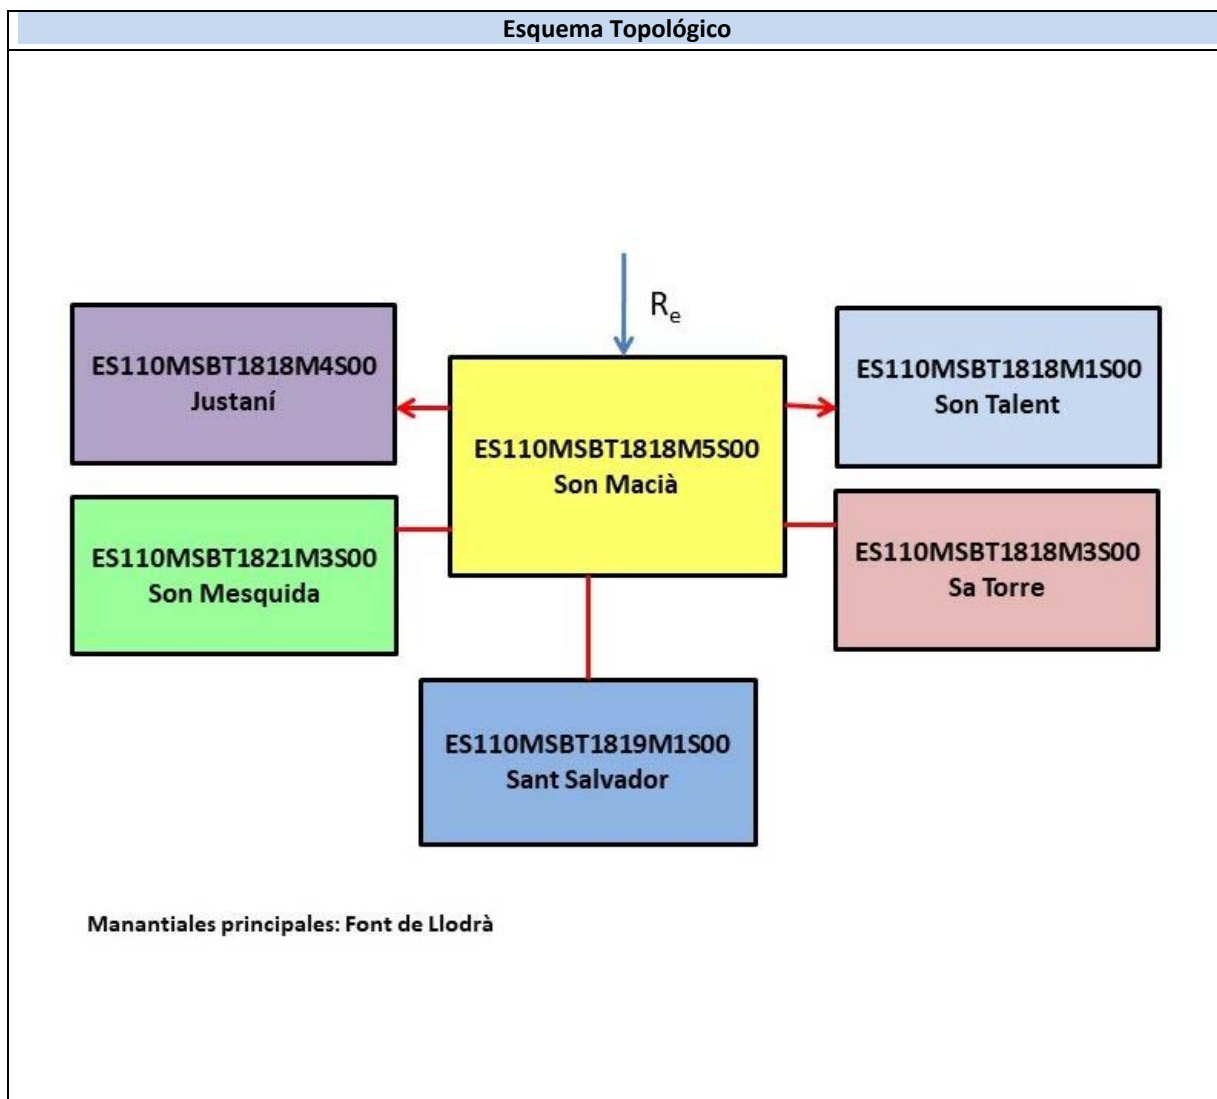 Esquema Topológico
Rₑ
ES110MSBT1818M4S00
Justaní
ES110MSBT1818M1S00
Son Talent
ES110MSBT1818M5S00
Son Macià
ES110MSBT1821M3S00
Son Mesquida
ES110MSBT1818M3S00
Sa Torre
ES110MSBT1819M1S00
Sant Salvador
Manantiales principales: Font de Llodrà